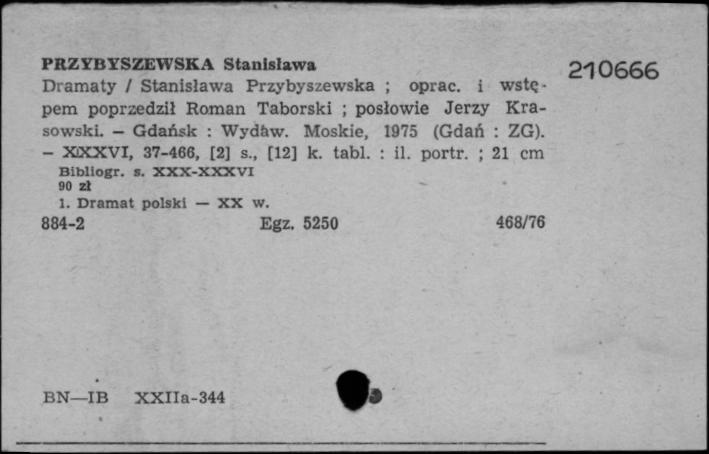 PRZYBYSZEWSKA Stanisława 210666
Dramaty / Stanisława Przybyszewska ; oprac. i wstę-
pem poprzedził Roman Taborski ; posłowie Jerzy Kra-
sowski. — Gdańsk : Wydaw. Moskie, 1975 (Gdań : ZG).
— XXXVI, 37-466, [2] s., [12] k. tabl. : il. portr. ; 21 cm
Bibliogr. s. XXX-XXXVI
90 zł
1. Dramat polski — XX w.
884-2 Egz. 5250 468/76
BN—IB XXIIa-344